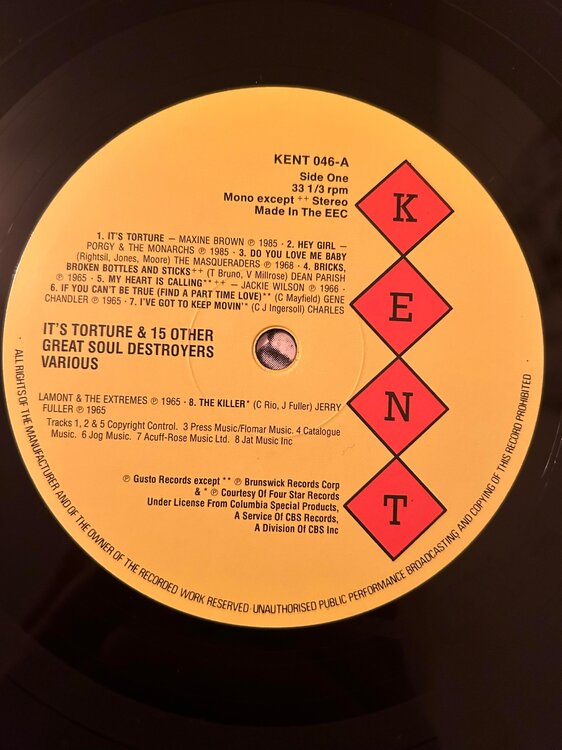 KENT 046-A
Side One
33 1/3 rpm
Mono except ++ Stereo
Made In The EEC
K
E
N
T
1. IT'S TORTURE — MAXINE BROWN ℗ 1985 · 2. HEY GIRL —
PORGY & THE MONARCHS ℗ 1985 · 3. DO YOU LOVE ME BABY
(Rightsil, Jones, Moore) THE MASQUERADERS ℗ 1968 · 4. BRICKS,
BROKEN BOTTLES AND STICKS++ (T Bruno, V Millrose) DEAN PARISH
℗ 1965 · 5. MY HEART IS CALLING**++ — JACKIE WILSON ℗ 1966 ·
6. IF YOU CAN'T BE TRUE (FIND A PART TIME LOVE)** (C Mayfield) GENE
CHANDLER ℗ 1965 · 7. I'VE GOT TO KEEP MOVIN'' (C J Ingersoll) CHARLES
IT'S TORTURE & 15 OTHER
GREAT SOUL DESTROYERS
VARIOUS
LAMONT & THE EXTREMES ℗ 1965 · 8. THE KILLER* (C Rio, J Fuller) JERRY
FULLER ℗ 1965
Tracks 1, 2 & 5 Copyright Control. 3 Press Music/Flomar Music. 4 Catalogue
Music. 6 Jog Music. 7 Acuff-Rose Music Ltd. 8 Jat Music Inc
℗ Gusto Records except ** ℗ Brunswick Records Corp
& * ℗ Courtesy Of Four Star Records
Under License From Columbia Special Products,
A Service Of CBS Records,
A Division Of CBS Inc
· ALL RIGHTS OF THE MANUFACTURER AND OF THE OWNER OF THE RECORDED WORK RESERVED · UNAUTHORISED PUBLIC PERFORMANCE BROADCASTING AND COPYING OF THIS RECORD PROHIBITED ·